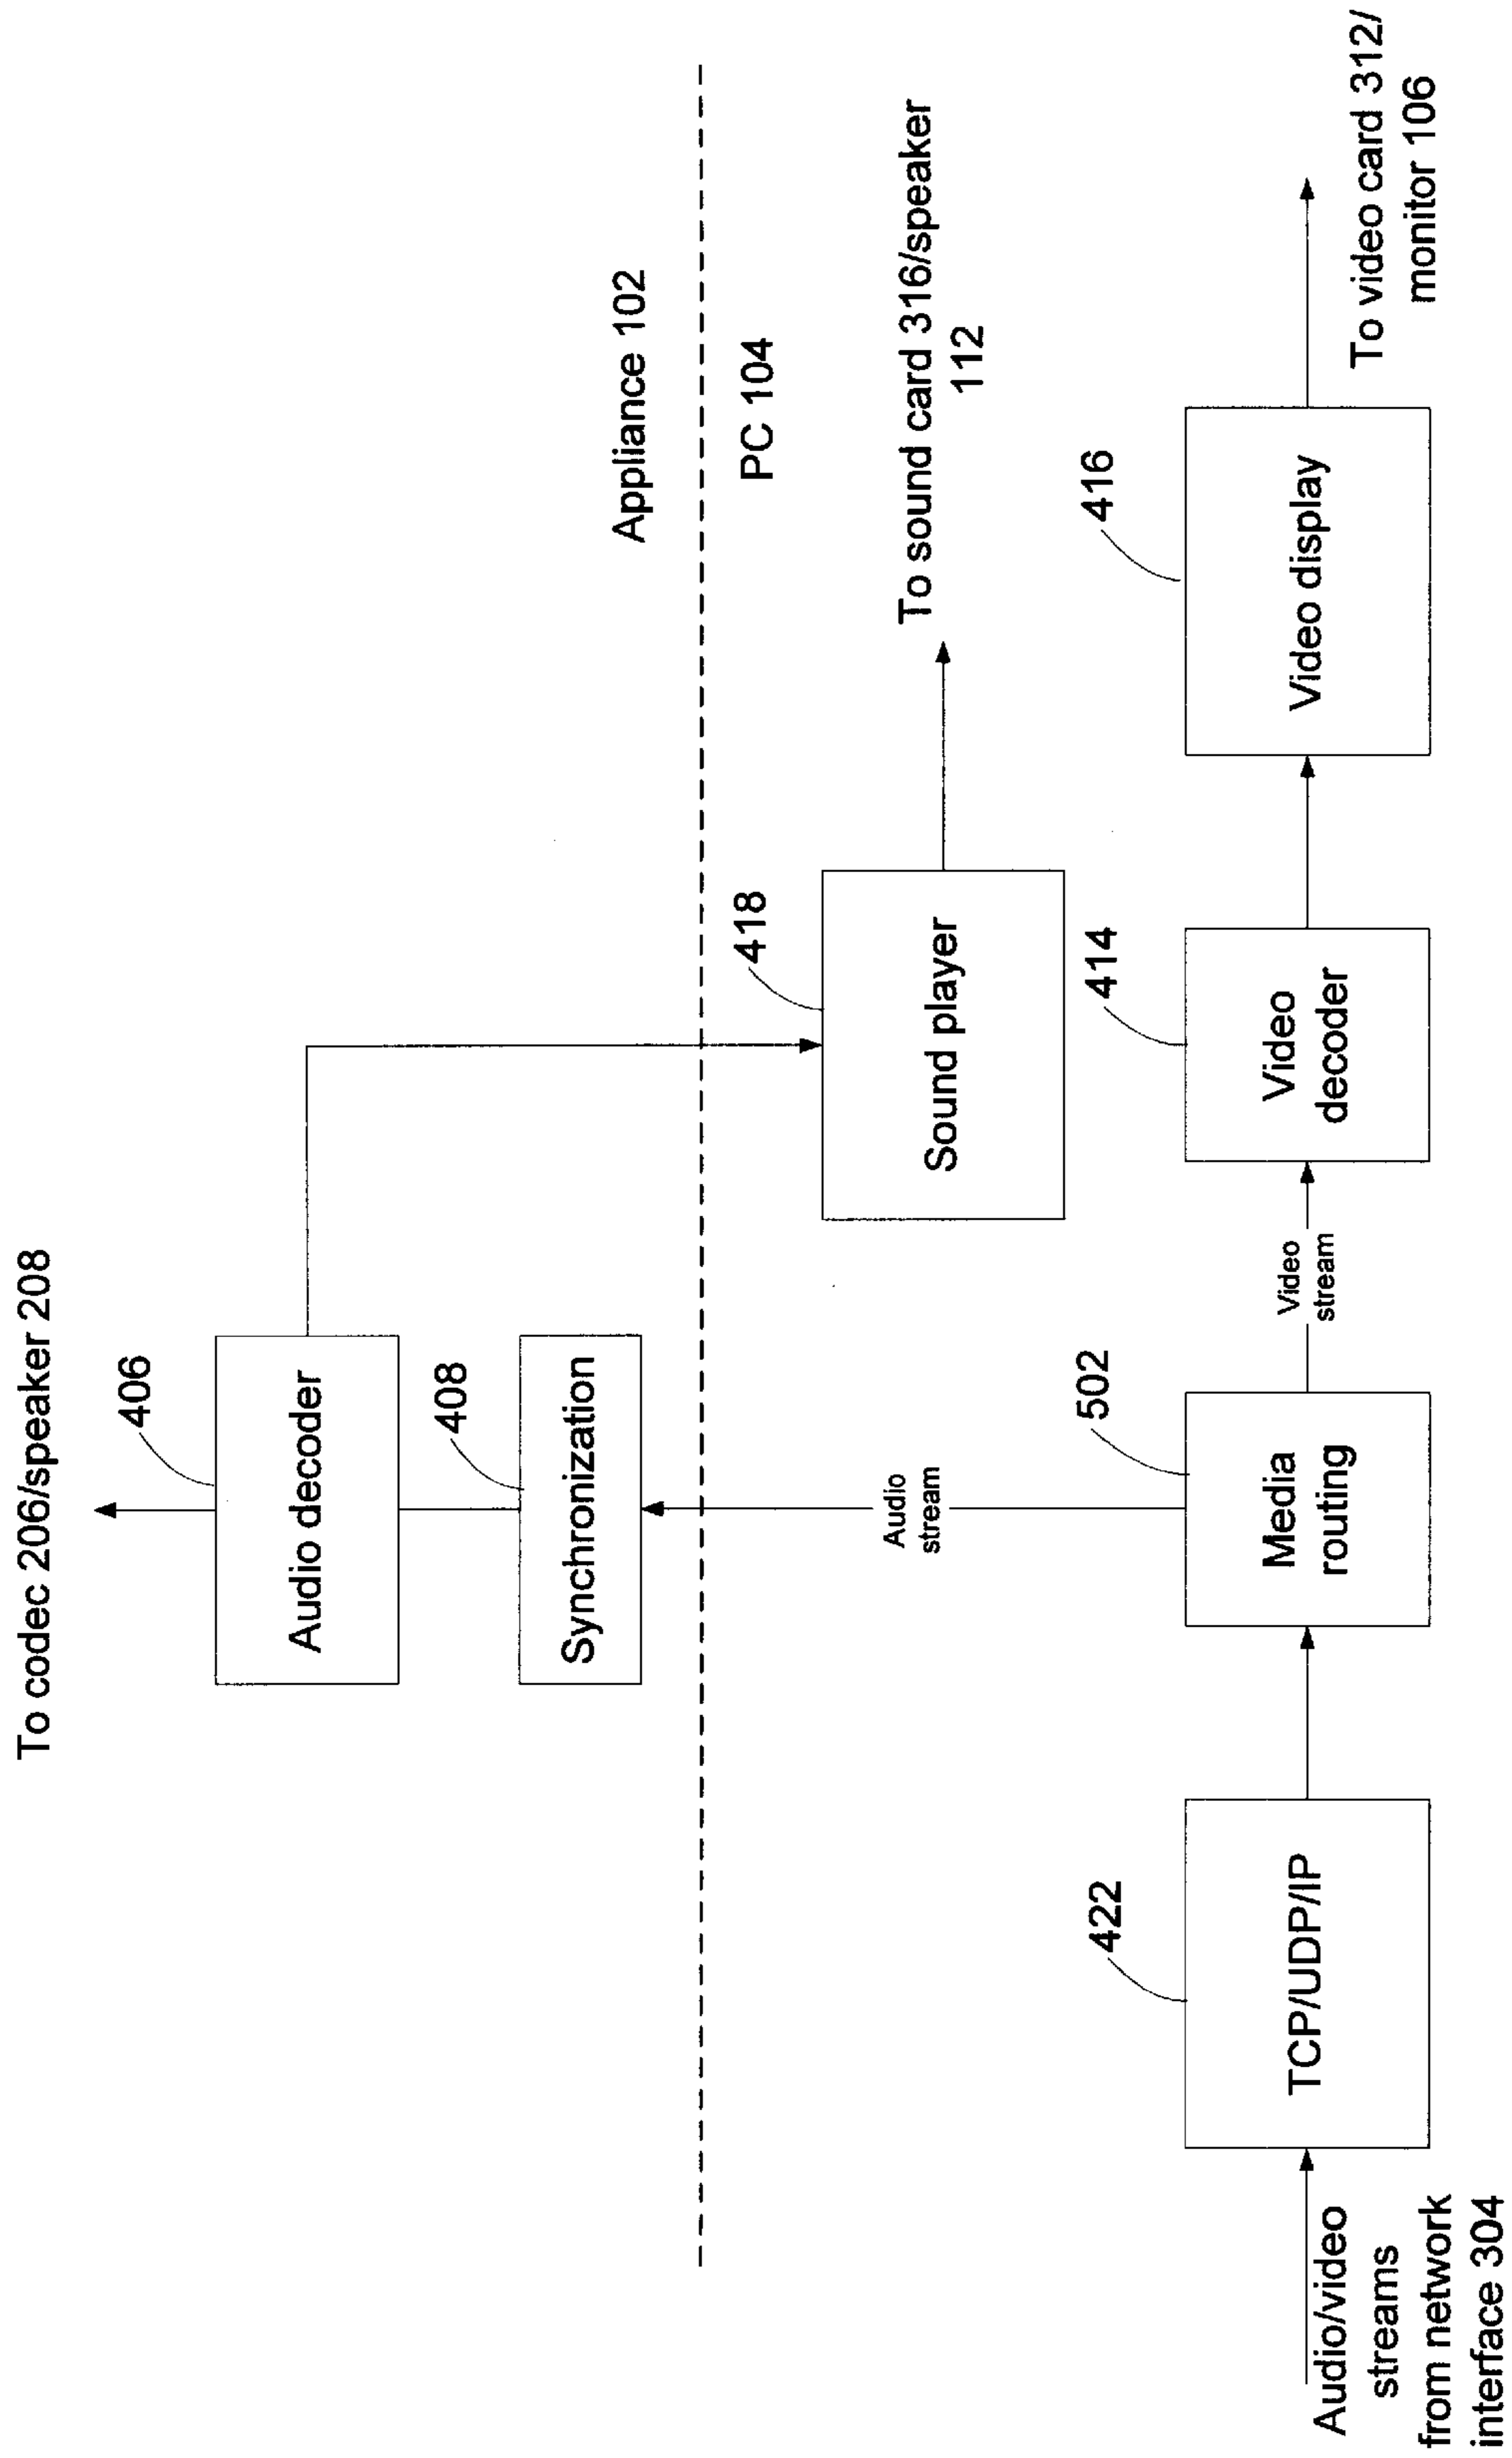 To codec 206/speaker 208
406
Audio decoder
408
Synchronization
Appliance 102
PC 104
418
Sound player
To sound card 316/speaker
112
Audio
stream
422
TCP/UDP/IP
502
Media
routing
Video
stream
414
Video
decoder
416
Video display
To video card 312/
monitor 106
Audio/video
streams
from network
interface 304